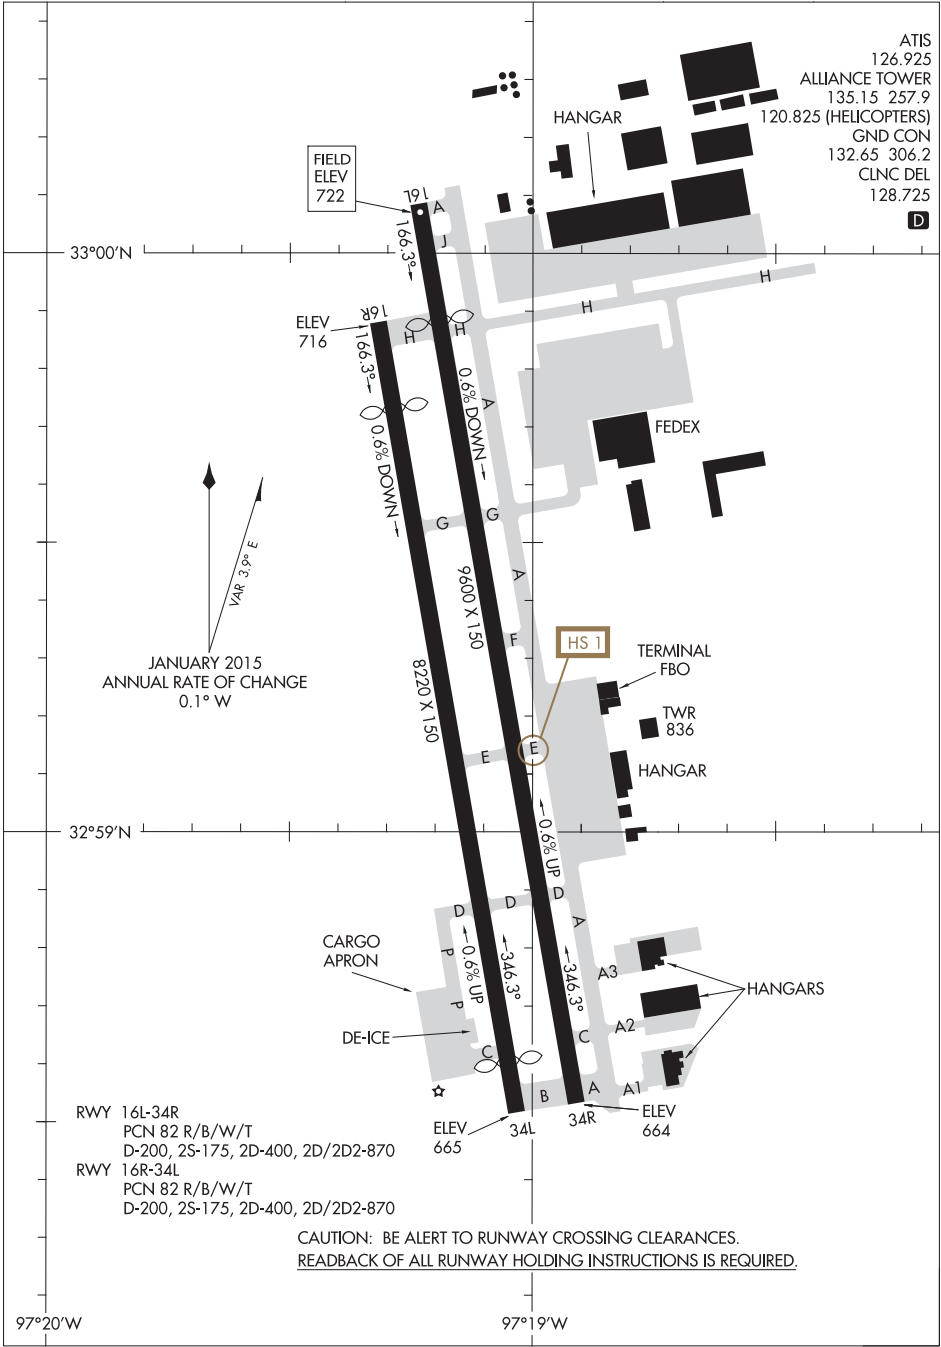 ATIS
126.925
ALLIANCE TOWER
135.15 257.9
120.825 (HELICOPTERS)
GND CON
132.65 306.2
CLNC DEL
128.725
D
HANGAR
FIELD
ELEV
722
16L
A
J
166.3°
33°00'N
H
H
ELEV
716
16R
166.3°
H
H
0.6% DOWN
A
0.6% DOWN
FEDEX
G
G
VAR 3.9° E
A
9600 X 150
F
HS 1
TERMINAL
FBO
JANUARY 2015
ANNUAL RATE OF CHANGE
0.1° W
8220 X 150
TWR
836
E
E
HANGAR
32°59'N
0.6% UP
D
D
D
A
CARGO
APRON
P
0.6% UP
346.3°
346.3°
A3
HANGARS
P
DE-ICE
C
C
A2
B
A
A1
RWY 16L-34R
PCN 82 R/B/W/T
D-200, 2S-175, 2D-400, 2D/2D2-870
RWY 16R-34L
PCN 82 R/B/W/T
D-200, 2S-175, 2D-400, 2D/2D2-870
ELEV
665
34L
34R
ELEV
664
CAUTION: BE ALERT TO RUNWAY CROSSING CLEARANCES.
READBACK OF ALL RUNWAY HOLDING INSTRUCTIONS IS REQUIRED.
97°20'W
97°19'W